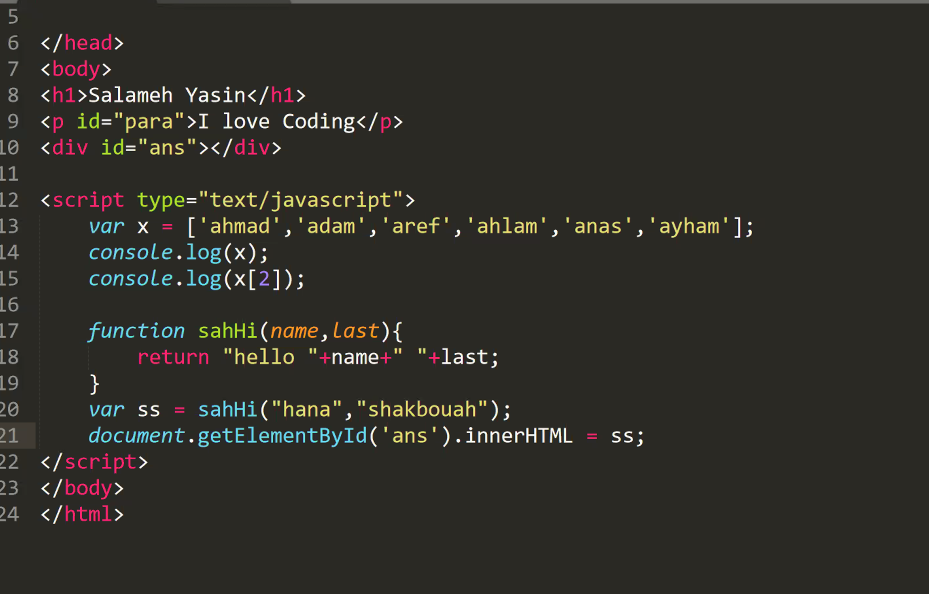 5
6 </head>
7 <body>
8 <h1>Salameh Yasin</h1>
9 <p id="para">I love Coding</p>
10 <div id="ans"></div>
11
12 <script type="text/javascript">
13     var x = ['ahmad','adam','aref','ahlam','anas','ayham'];
14     console.log(x);
15     console.log(x[2]);
16
17     function sahHi(name,last){
18         return "hello "+name+" "+last;
19     }
20     var ss = sahHi("hana","shakbouah");
21     document.getElementById('ans').innerHTML = ss;
22 </script>
23 </body>
24 </html>